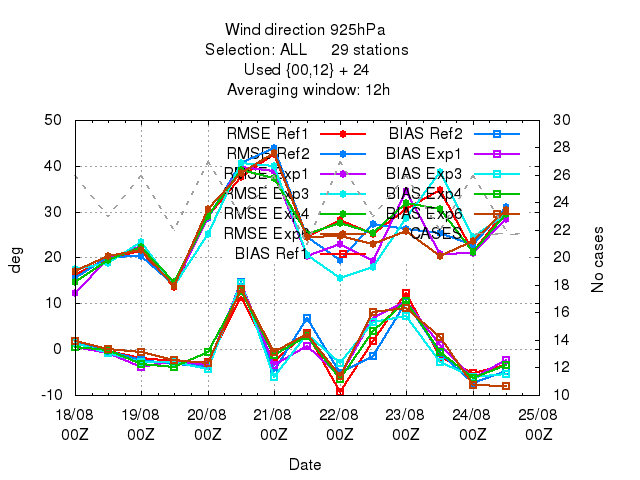 Wind direction 925hPa
Selection: ALL 29 stations
Used {00,12} + 24
Averaging window: 12h
50 30
RMSE Ref1 BIAS Ref2
28
RMSE Ref2 BIAS Exp1
40 26
RMSE Exp1 BIAS Exp3
RMSE Exp3 BIAS Exp4
24
30 RMSE Exp4 BIAS Exp6
22
RMSE Exp6 CASES
20 BIAS Ref1 20
18
10 16
14
0
12
-10 10
deg
No cases
18/08 19/08 20/08 21/08 22/08 23/08 24/08 25/08
00Z 00Z 00Z 00Z 00Z 00Z 00Z 00Z
Date